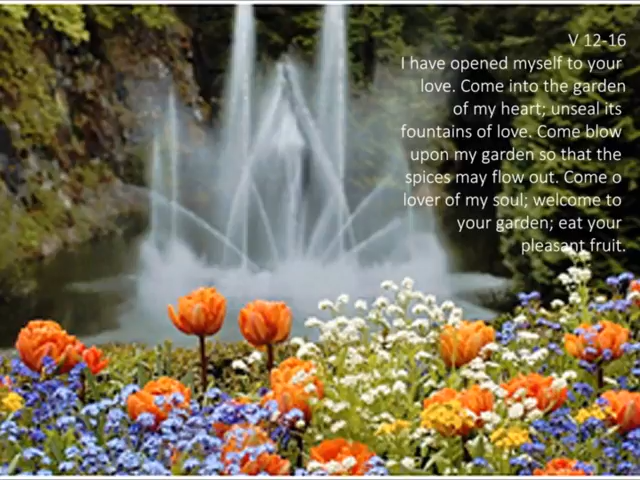 V 12-16
I have opened myself to your
love. Come into the garden
of my heart; unseal its
fountains of love. Come blow
upon my garden so that the
spices may flow out. Come o
lover of my soul; welcome to
your garden; eat your
pleasant fruit.